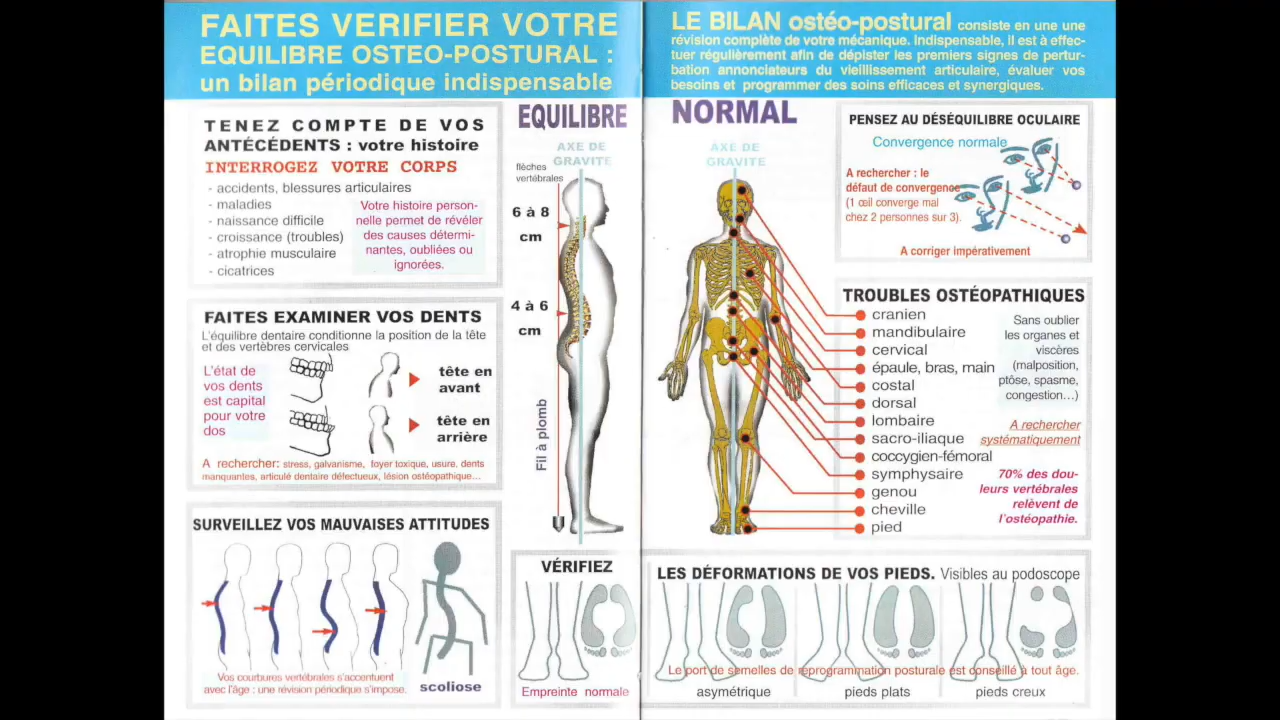 FAITES VERIFIER VOTRE
EQUILIBRE OSTEO-POSTURAL :
un bilan périodique indispensable
LE BILAN ostéo-postural consiste en une une
révision complète de votre mécanique. Indispensable, il est à effec-
tuer régulièrement afin de dépister les premiers signes de pertur-
bation annonciateurs du vieillissement articulaire, évaluer vos
besoins et programmer des soins efficaces et synergiques.
TENEZ COMPTE DE VOS
ANTÉCÉDENTS : votre histoire
INTERROGEZ VOTRE CORPS
- accidents, blessures articulaires
- maladies
- naissance difficile
- croissance (troubles)
- atrophie musculaire
- cicatrices
Votre histoire person-
nelle permet de révéler
des causes détermi-
nantes, oubliées ou
ignorées.
FAITES EXAMINER VOS DENTS
L'équilibre dentaire conditionne la position de la tête
et des vertèbres cervicales
L'état de
vos dents
est capital
pour votre
dos
tête en
avant
tête en
arrière
A rechercher: stress, galvanisme, foyer toxique, usure, dents
manquantes, articulé dentaire défectueux, lésion ostéopathique...
SURVEILLEZ VOS MAUVAISES ATTITUDES
Vos courbures vertébrales s'accentuent
avec l'âge : une révision périodique s'impose.
scoliose
EQUILIBRE NORMAL
AXE DE
GRAVITE
flèches
vertébrales
6 à 8
cm
4 à 6
cm
Fil à plomb
AXE DE
GRAVITE
PENSEZ AU DÉSÉQUILIBRE OCULAIRE
Convergence normale
A rechercher : le
défaut de convergence
(1 œil converge mal
chez 2 personnes sur 3).
A corriger impérativement
TROUBLES OSTÉOPATHIQUES
cranien
mandibulaire
cervical
épaule, bras, main
costal
dorsal
lombaire
sacro-iliaque
coccygien-fémoral
symphysaire
genou
cheville
pied
Sans oublier
les organes et
viscères
(malposition,
ptôse, spasme,
congestion...)
A rechercher
systématiquement
70% des dou-
leurs vertébrales
relèvent de
l'ostéopathie.
VÉRIFIEZ LES DÉFORMATIONS DE VOS PIEDS. Visibles au podoscope
Le port de semelles de reprogrammation posturale est conseillé à tout âge.
Empreinte normale
asymétrique
pieds plats
pieds creux